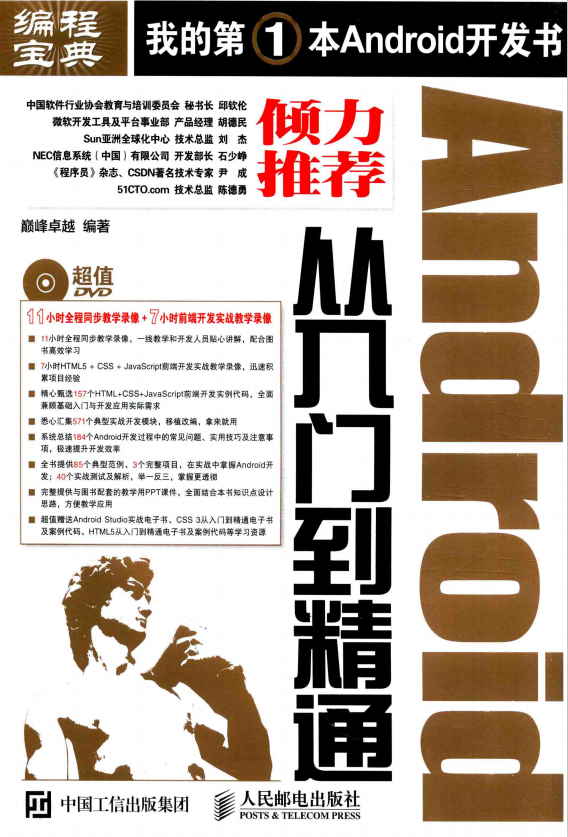 编程
宝典
我的第1本Android开发书
中国软件行业协会教育与培训委员会 秘书长 邱钦伦
微软开发工具及平台事业部 产品经理 胡德民
Sun亚洲全球化中心 技术总监 刘 杰
NEC信息系统（中国）有限公司 开发部长 石少峥
《程序员》杂志、CSDN著名技术专家 尹 成
51CTO.com 技术总监 陈德勇
倾力
推荐
巅峰卓越 编著
Android
从入门到精通
超值
DVD
11小时全程同步教学录像+7小时前端开发实战教学录像
■ 11小时全程同步教学录像，一线教学和开发人员贴心讲解，配合图
书高效学习
■ 7小时HTML5 + CSS + JavaScript前端开发实战教学录像，迅速积
累项目经验
■ 精心甄选157个HTML+CSS+JavaScript前端开发实例代码，全面
兼顾基础入门与开发应用实际需求
■ 悉心汇集571个典型实战开发模块，移植改编，拿来就用
■ 系统总结184个Android开发过程中的常见问题、实用技巧及注意事
项，极速提升开发效率
■ 全书提供85个典型范例、3个完整项目，在实战中掌握Android开
发；40个实战测试及解析，举一反三，掌握更透彻
■ 完整提供与图书配套的教学用PPT课件，全面结合本书知识点设计
思路，方便教学应用
■ 超值赠送Android Studio实战电子书、CSS 3从入门到精通电子书
及案例代码、HTML5从入门到精通电子书及案例代码等学习资源
中国工信出版集团
人民邮电出版社
POSTS & TELECOM PRESS